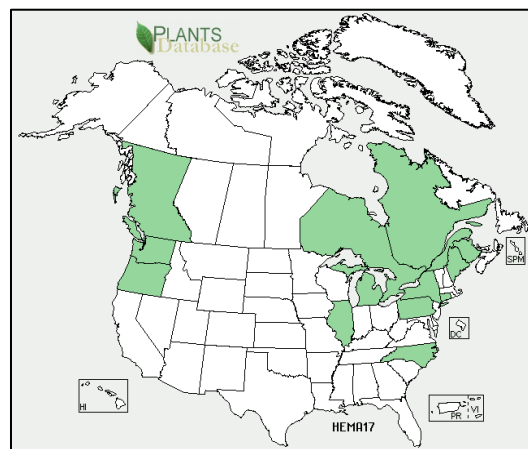 PLANTS
Database
SPM
DC
HI
PR
VI
HEMA17